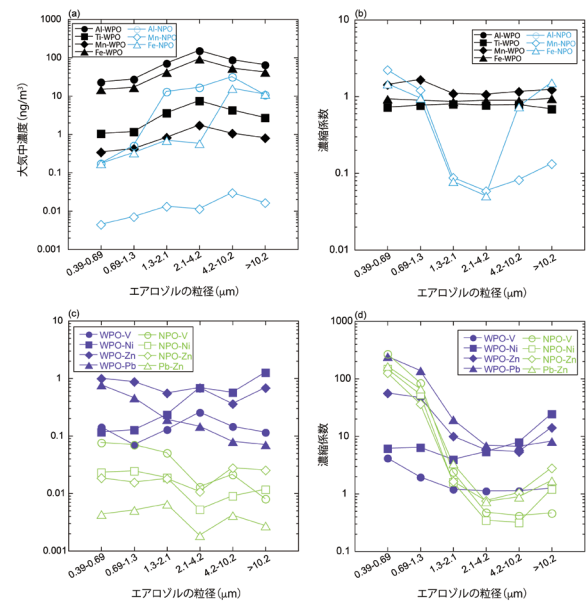 (a)
Al-WPO
Ti-WPO
Mn-WPO
Fe-WPO
Al-NPO
Mn-NPO
Fe-NPO
1000
100
10
1
0.1
0.01
0.001
大気中濃度(ng/m³)
0.39-0.69
0.69-1.3
1.3-2.1
2.1-4.2
4.2-10.2
>10.2
エアロゾルの粒径(μm)
(b)
Al-WPO
Ti-WPO
Mn-WPO
Fe-WPO
Al-NPO
Mn-NPO
Fe-NPO
10
1
0.1
0.01
濃縮係数
0.39-0.69
0.69-1.3
1.3-2.1
2.1-4.2
4.2-10.2
>10.2
エアロゾルの粒径(μm)
(c)
WPO-V
WPO-Ni
WPO-Zn
WPO-Pb
NPO-V
NPO-Ni
NPO-Zn
Pb-Zn
10
1
0.1
0.01
0.001
0.39-0.69
0.69-1.3
1.3-2.1
2.1-4.2
4.2-10.2
>10.2
エアロゾルの粒径(μm)
(d)
WPO-V
WPO-Ni
WPO-Zn
WPO-Pb
NPO-V
NPO-Ni
NPO-Zn
Pb-Zn
1000
100
10
1
0.1
濃縮係数
0.39-0.69
0.69-1.3
1.3-2.1
2.1-4.2
4.2-10.2
>10.2
エアロゾルの粒径(μm)